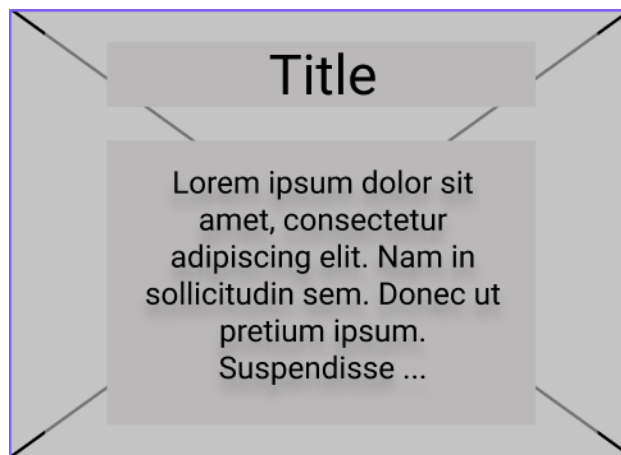 Title
Lorem ipsum dolor sit
amet, consectetur
adipiscing elit. Nam in
sollicitudin sem. Donec ut
pretium ipsum.
Suspendisse ...